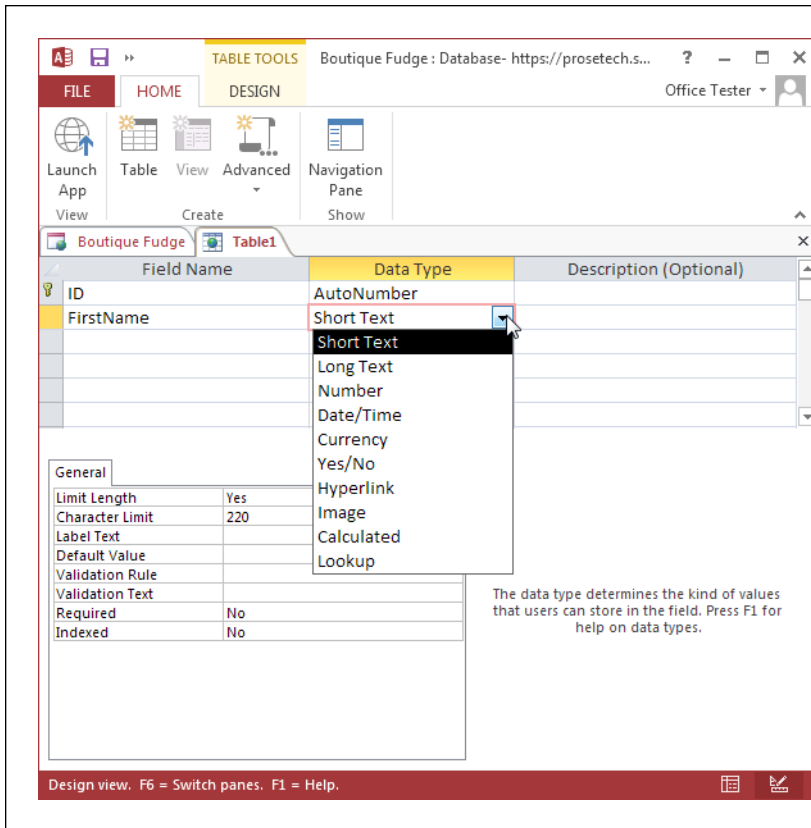 TABLE TOOLS Boutique Fudge : Database- https://prosetech.s... ?
FILE HOME DESIGN Office Tester
Launch App
Table
View
Advanced
Navigation Pane
View Create Show
Boutique Fudge Table1
Field Name Data Type Description (Optional)
ID AutoNumber
FirstName Short Text
Short Text
Long Text
Number
Date/Time
Currency
Yes/No
Hyperlink
Image
Calculated
Lookup
General
Limit Length Yes
Character Limit 220
Label Text
Default Value
Validation Rule
Validation Text
Required No
Indexed No
The data type determines the kind of values
that users can store in the field. Press F1 for
help on data types.
Design view. F6 = Switch panes. F1 = Help.